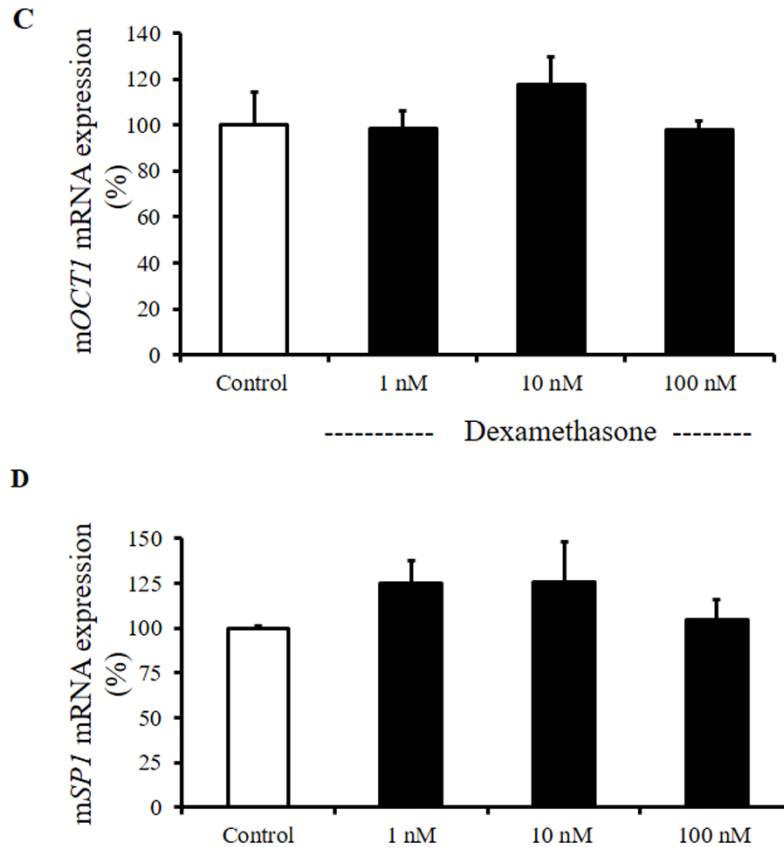 C
mOCT1 mRNA expression
(%)
140
120
100
80
60
40
20
0
Control 1 nM 10 nM 100 nM
----------- Dexamethasone --------
D
mSP1 mRNA expression
(%)
150
125
100
75
50
25
0
Control 1 nM 10 nM 100 nM